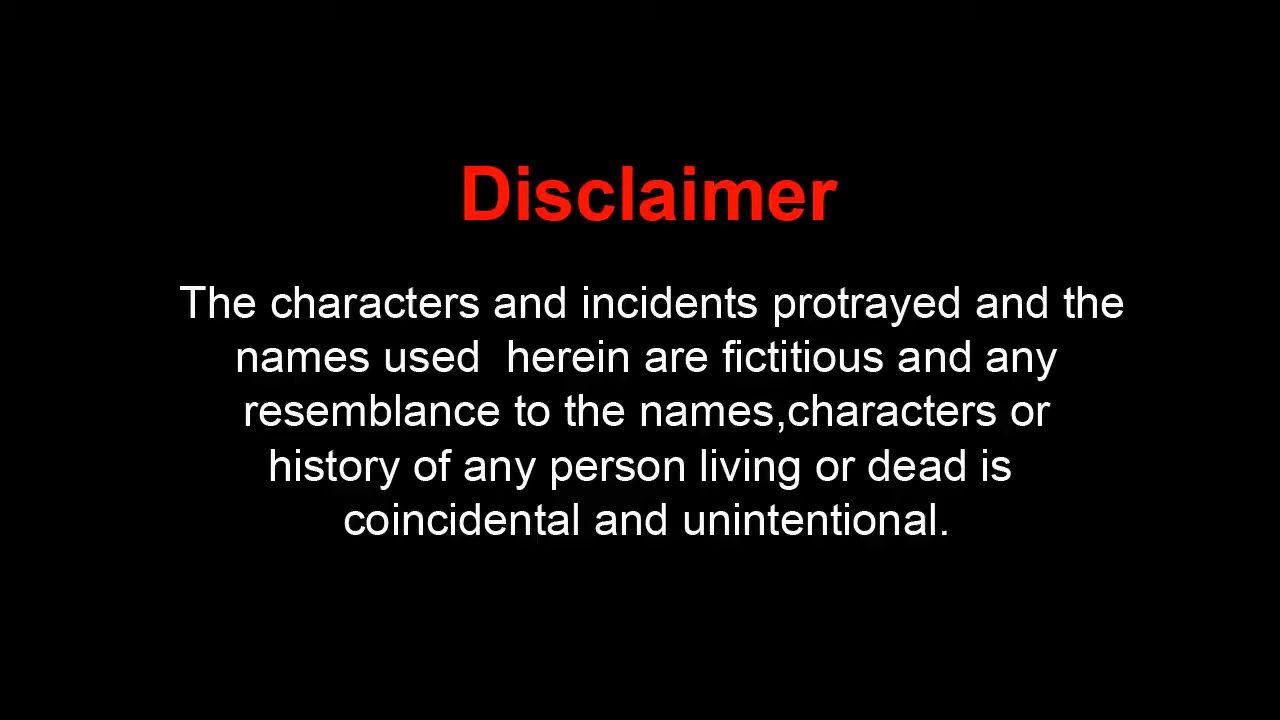 Disclaimer
The characters and incidents protrayed and the
names used  herein are fictitious and any
resemblance to the names,characters or
history of any person living or dead is
coincidental and unintentional.